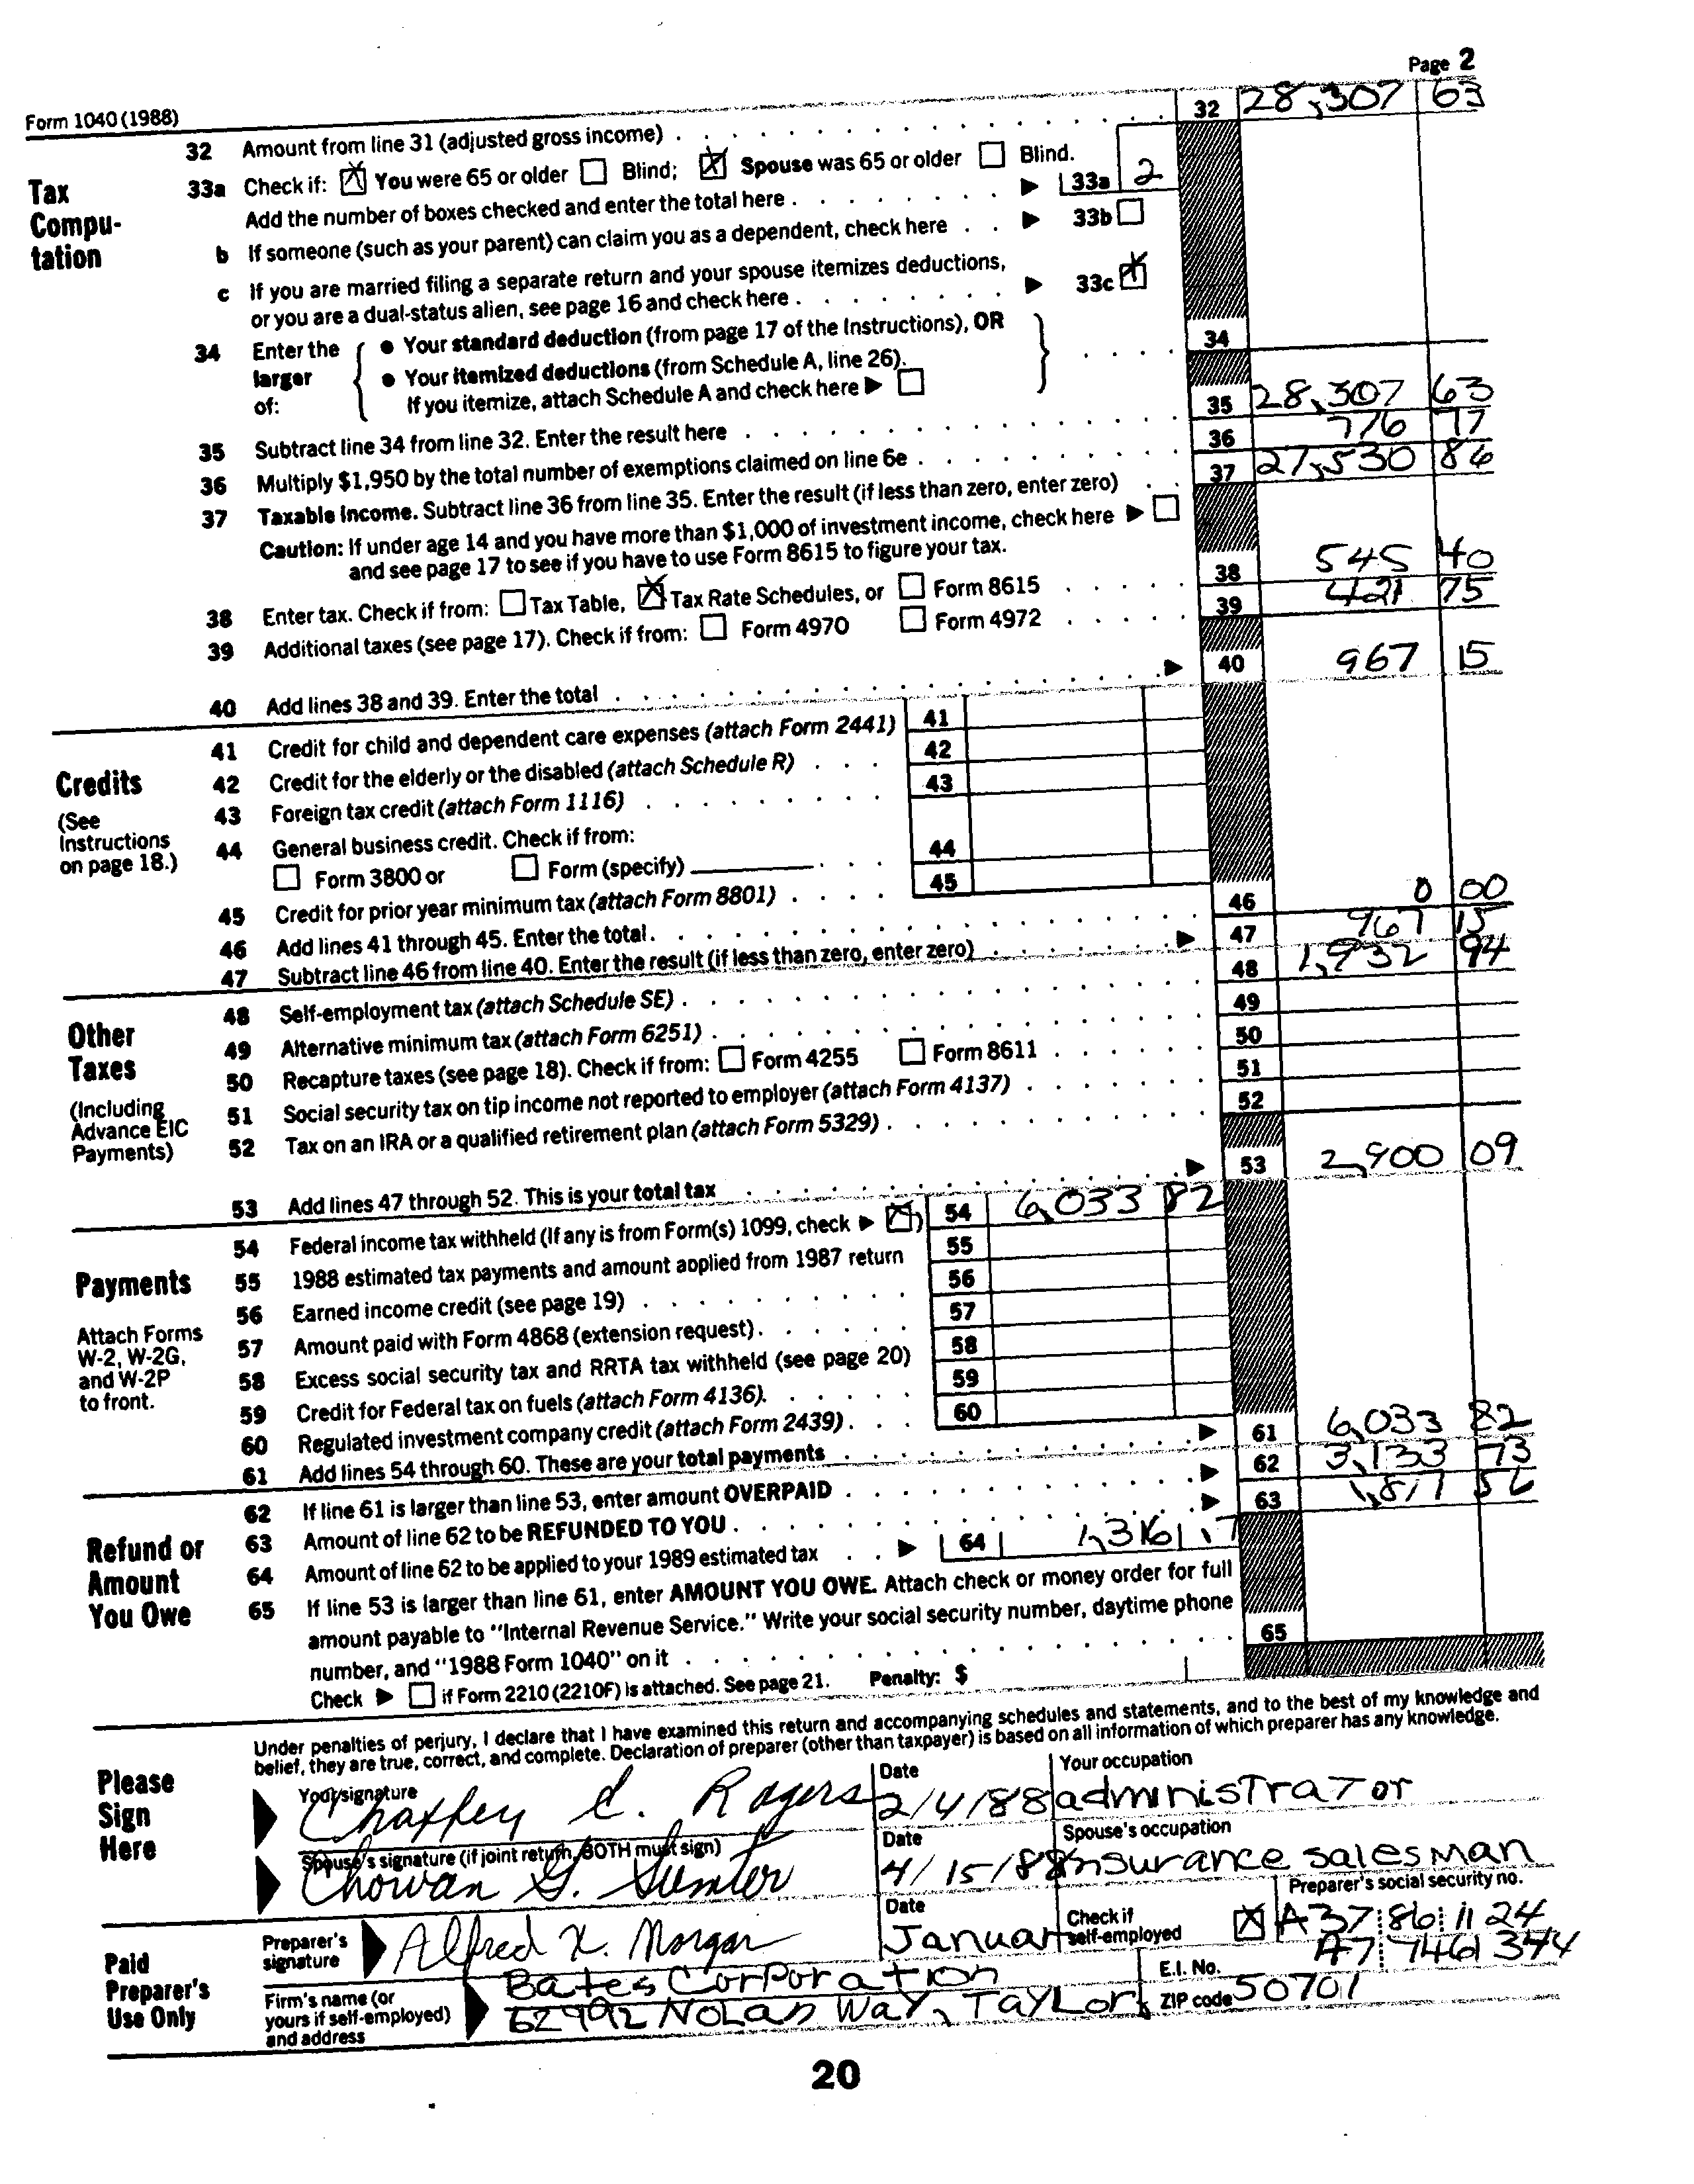 Page 2
Form 1040 (1988)
32 Amount from line 31 (adjusted gross income) 32 28,307 63
Tax Compu-tation
33a Check if: ☒ You were 65 or older ☐ Blind; ☒ Spouse was 65 or older ☐ Blind.
Add the number of boxes checked and enter the total here 33a 2
b If someone (such as your parent) can claim you as a dependent, check here 33b ☐
c If you are married filing a separate return and your spouse itemizes deductions,
or you are a dual-status alien, see page 16 and check here 33c ☒
34 Enter the larger of:
● Your standard deduction (from page 17 of the Instructions), OR
● Your itemized deductions (from Schedule A, line 26).
If you itemize, attach Schedule A and check here ▶ ☐
34
35 Subtract line 34 from line 32. Enter the result here 35 28,307 63
36 Multiply $1,950 by the total number of exemptions claimed on line 6e 36 776 77
37 Taxable income. Subtract line 36 from line 35. Enter the result (if less than zero, enter zero) 37 27,530 86
Caution: If under age 14 and you have more than $1,000 of investment income, check here ▶ ☐
and see page 17 to see if you have to use Form 8615 to figure your tax.
38 Enter tax. Check if from: ☐ Tax Table, ☒ Tax Rate Schedules, or ☐ Form 8615 38 545 40
39 Additional taxes (see page 17). Check if from: ☐ Form 4970 ☐ Form 4972 39 421 75
40 Add lines 38 and 39. Enter the total ▶ 40 967 15
Credits
(See Instructions on page 18.)
41 Credit for child and dependent care expenses (attach Form 2441) 41
42 Credit for the elderly or the disabled (attach Schedule R) 42
43 Foreign tax credit (attach Form 1116) 43
44 General business credit. Check if from:
☐ Form 3800 or ☐ Form (specify) 44
45 Credit for prior year minimum tax (attach Form 8801) 45
46 Add lines 41 through 45. Enter the total. 46 0 00
47 Subtract line 46 from line 40. Enter the result (if less than zero, enter zero) ▶ 47 967 15
Other Taxes
(Including Advance EIC Payments)
48 Self-employment tax (attach Schedule SE) 48 1,932 94
49 Alternative minimum tax (attach Form 6251) 49
50 Recapture taxes (see page 18). Check if from: ☐ Form 4255 ☐ Form 8611 50
51 Social security tax on tip income not reported to employer (attach Form 4137) 51
52 Tax on an IRA or a qualified retirement plan (attach Form 5329) 52
53 Add lines 47 through 52. This is your total tax ▶ 53 2,900 09
Payments
Attach Forms W-2, W-2G, and W-2P to front.
54 Federal income tax withheld (If any is from Form(s) 1099, check ▶ ☒) 54 6,033 82
55 1988 estimated tax payments and amount applied from 1987 return 55
56 Earned income credit (see page 19) 56
57 Amount paid with Form 4868 (extension request). 57
58 Excess social security tax and RRTA tax withheld (see page 20) 58
59 Credit for Federal tax on fuels (attach Form 4136). 59
60 Regulated investment company credit (attach Form 2439) 60
61 Add lines 54 through 60. These are your total payments ▶ 61 6,033 82
Refund or Amount You Owe
62 If line 61 is larger than line 53, enter amount OVERPAID ▶ 62 3,133 73
63 Amount of line 62 to be REFUNDED TO YOU ▶ 63 1,817 56
64 Amount of line 62 to be applied to your 1989 estimated tax ▶ 64 1,316 17
65 If line 53 is larger than line 61, enter AMOUNT YOU OWE. Attach check or money order for full
amount payable to "Internal Revenue Service." Write your social security number, daytime phone
number, and "1988 Form 1040" on it 65
Check ▶ ☐ if Form 2210 (2210F) is attached. See page 21. Penalty: $
Please Sign Here
Under penalties of perjury, I declare that I have examined this return and accompanying schedules and statements, and to the best of my knowledge and
belief, they are true, correct, and complete. Declaration of preparer (other than taxpayer) is based on all information of which preparer has any knowledge.
Your signature Chaffey C. Rogers Date 2/4/88 Your occupation administrator
Spouse's signature (if joint return, BOTH must sign) Chowan G. Sumter Date 4/15/88 Spouse's occupation insurance salesman
Paid Preparer's Use Only
Preparer's signature Alfred X. Morgan Date Januar Check if self-employed ☒ Preparer's social security no. A37 86 1124
Firm's name (or yours if self-employed) and address Bates Corporation E.I. No. A7 7461344
62992 Nolan Way, Taylor, ZIP code 50701
20